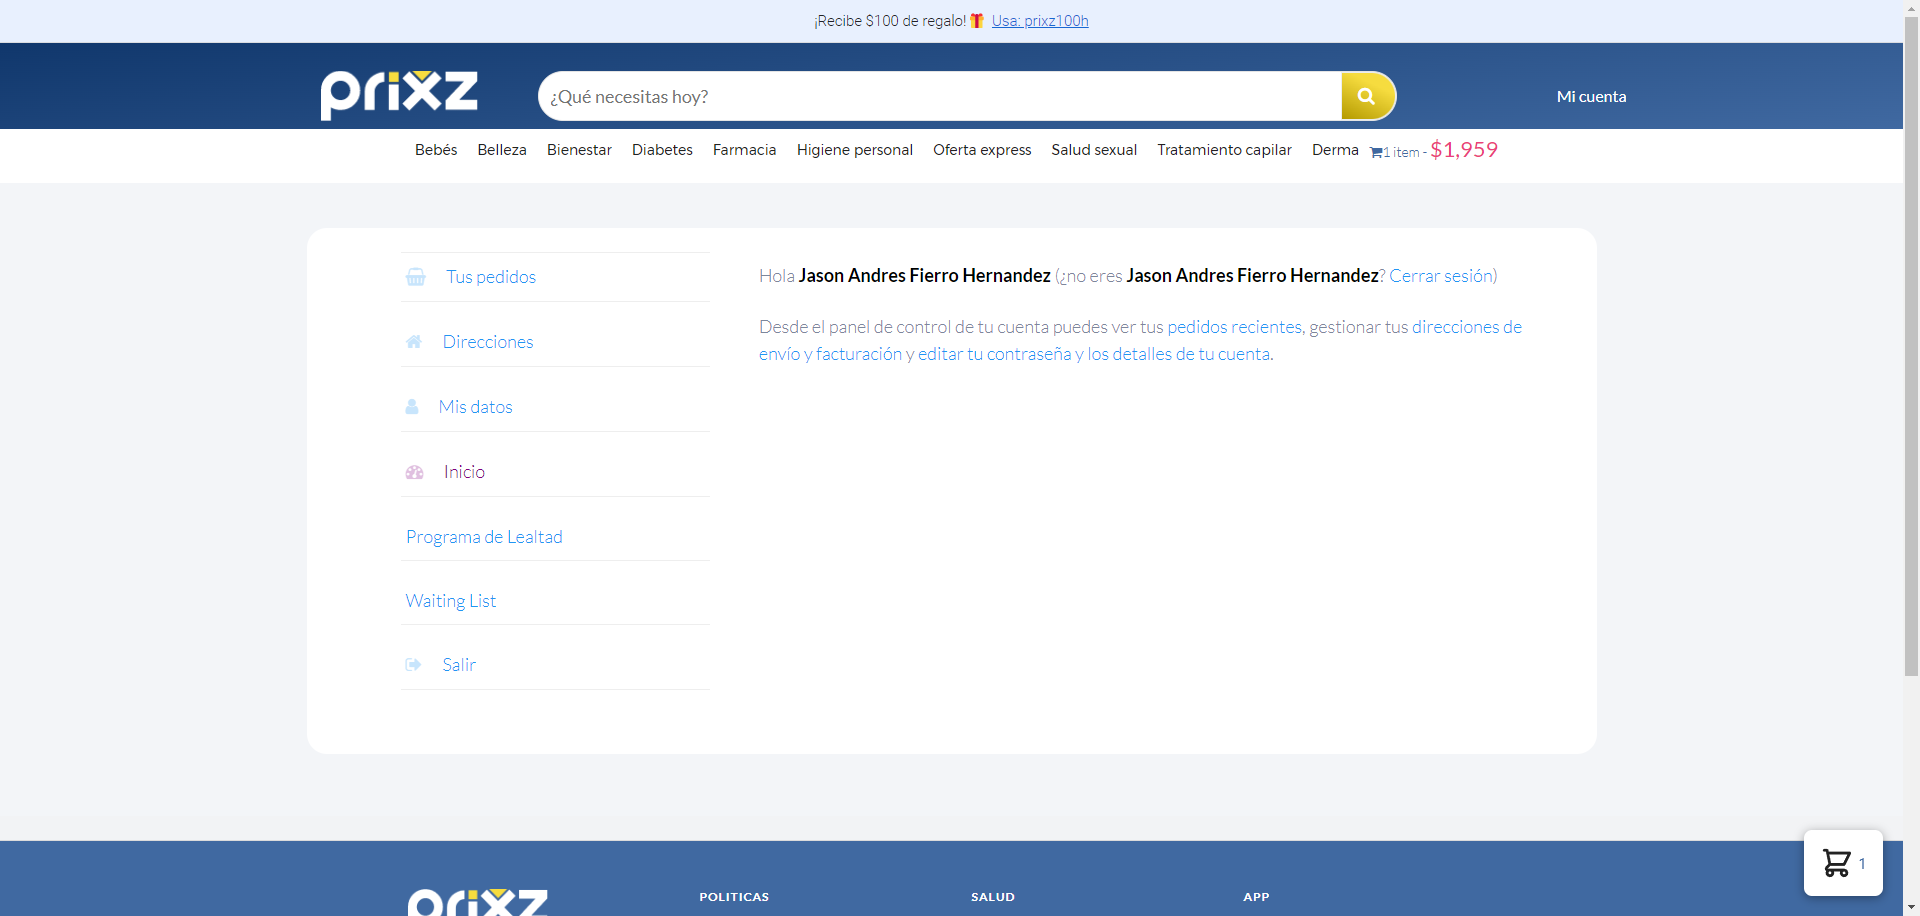 ¡Recibe $100 de regalo! Usa: prixz100h
prixz
¿Qué necesitas hoy?
Mi cuenta
Bebés Belleza Bienestar Diabetes Farmacia Higiene personal Oferta express Salud sexual Tratamiento capilar Derma 1 item - $1,959
Tus pedidos
Direcciones
Mis datos
Inicio
Programa de Lealtad
Waiting List
Salir
Hola Jason Andres Fierro Hernandez (¿no eres Jason Andres Fierro Hernandez? Cerrar sesión)
Desde el panel de control de tu cuenta puedes ver tus pedidos recientes, gestionar tus direcciones de
envío y facturación y editar tu contraseña y los detalles de tu cuenta.
1
prixz
POLITICAS
SALUD
APP